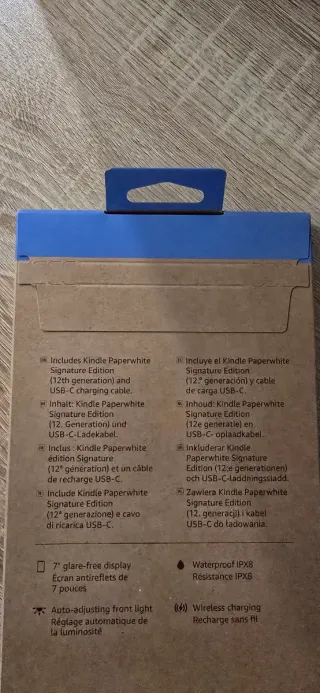 Includes Kindle Paperwhite
Signature Edition
(12th generation) and
USB-C charging cable.
Inhalt: Kindle Paperwhite
Signature Edition
(12. Generation) und
USB-C-Ladekabel.
Inclus : Kindle Paperwhite
édition Signature
(12ᵉ génération) et un câble
de recharge USB-C.
Include Kindle Paperwhite
Signature Edition
(12ª generazione) e cavo
di ricarica USB-C.
Incluye el Kindle Paperwhite
Signature Edition
(12.ª generación) y cable
de carga USB-C.
Inhoud: Kindle Paperwhite
Signature Edition
(12e generatie) en
USB-C- oplaadkabel.
Inkluderar Kindle
Paperwhite Signature
Edition (12:e generationen)
och USB-C-laddningssladd.
Zawiera Kindle Paperwhite
Signature Edition
(12. generacji) i kabel
USB-C do ładowania.
7" glare-free display
Écran antireflets de
7 pouces
Auto-adjusting front light
Réglage automatique de
la luminosité
Waterproof IPX8
Résistance IPX8
Wireless charging
Recharge sans fil